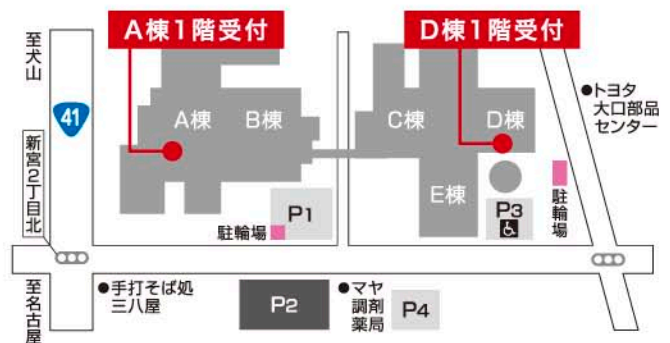 A棟1階受付
D棟1階受付
至犬山
41
新宮2丁目北
至名古屋
A棟
B棟
C棟
D棟
E棟
●トヨタ
大口部品
センター
P1
駐輪場
P3
駐輪場
●手打そば処
三八屋
P2
●マヤ
調剤
薬局
P4